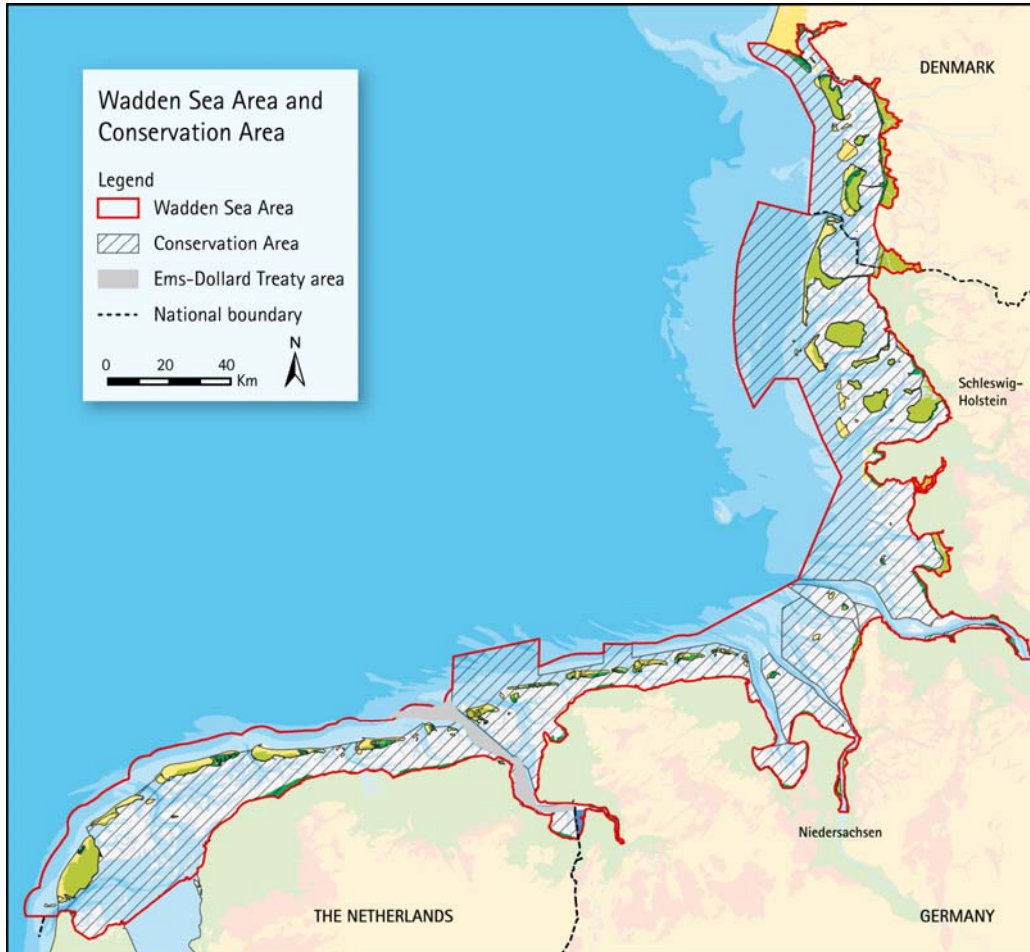 Wadden Sea Area and
Conservation Area
Legend
Wadden Sea Area
Conservation Area
Ems-Dollard Treaty area
National boundary
N
0 20 40
Km
DENMARK
Schleswig-
Holstein
Niedersachsen
THE NETHERLANDS
GERMANY